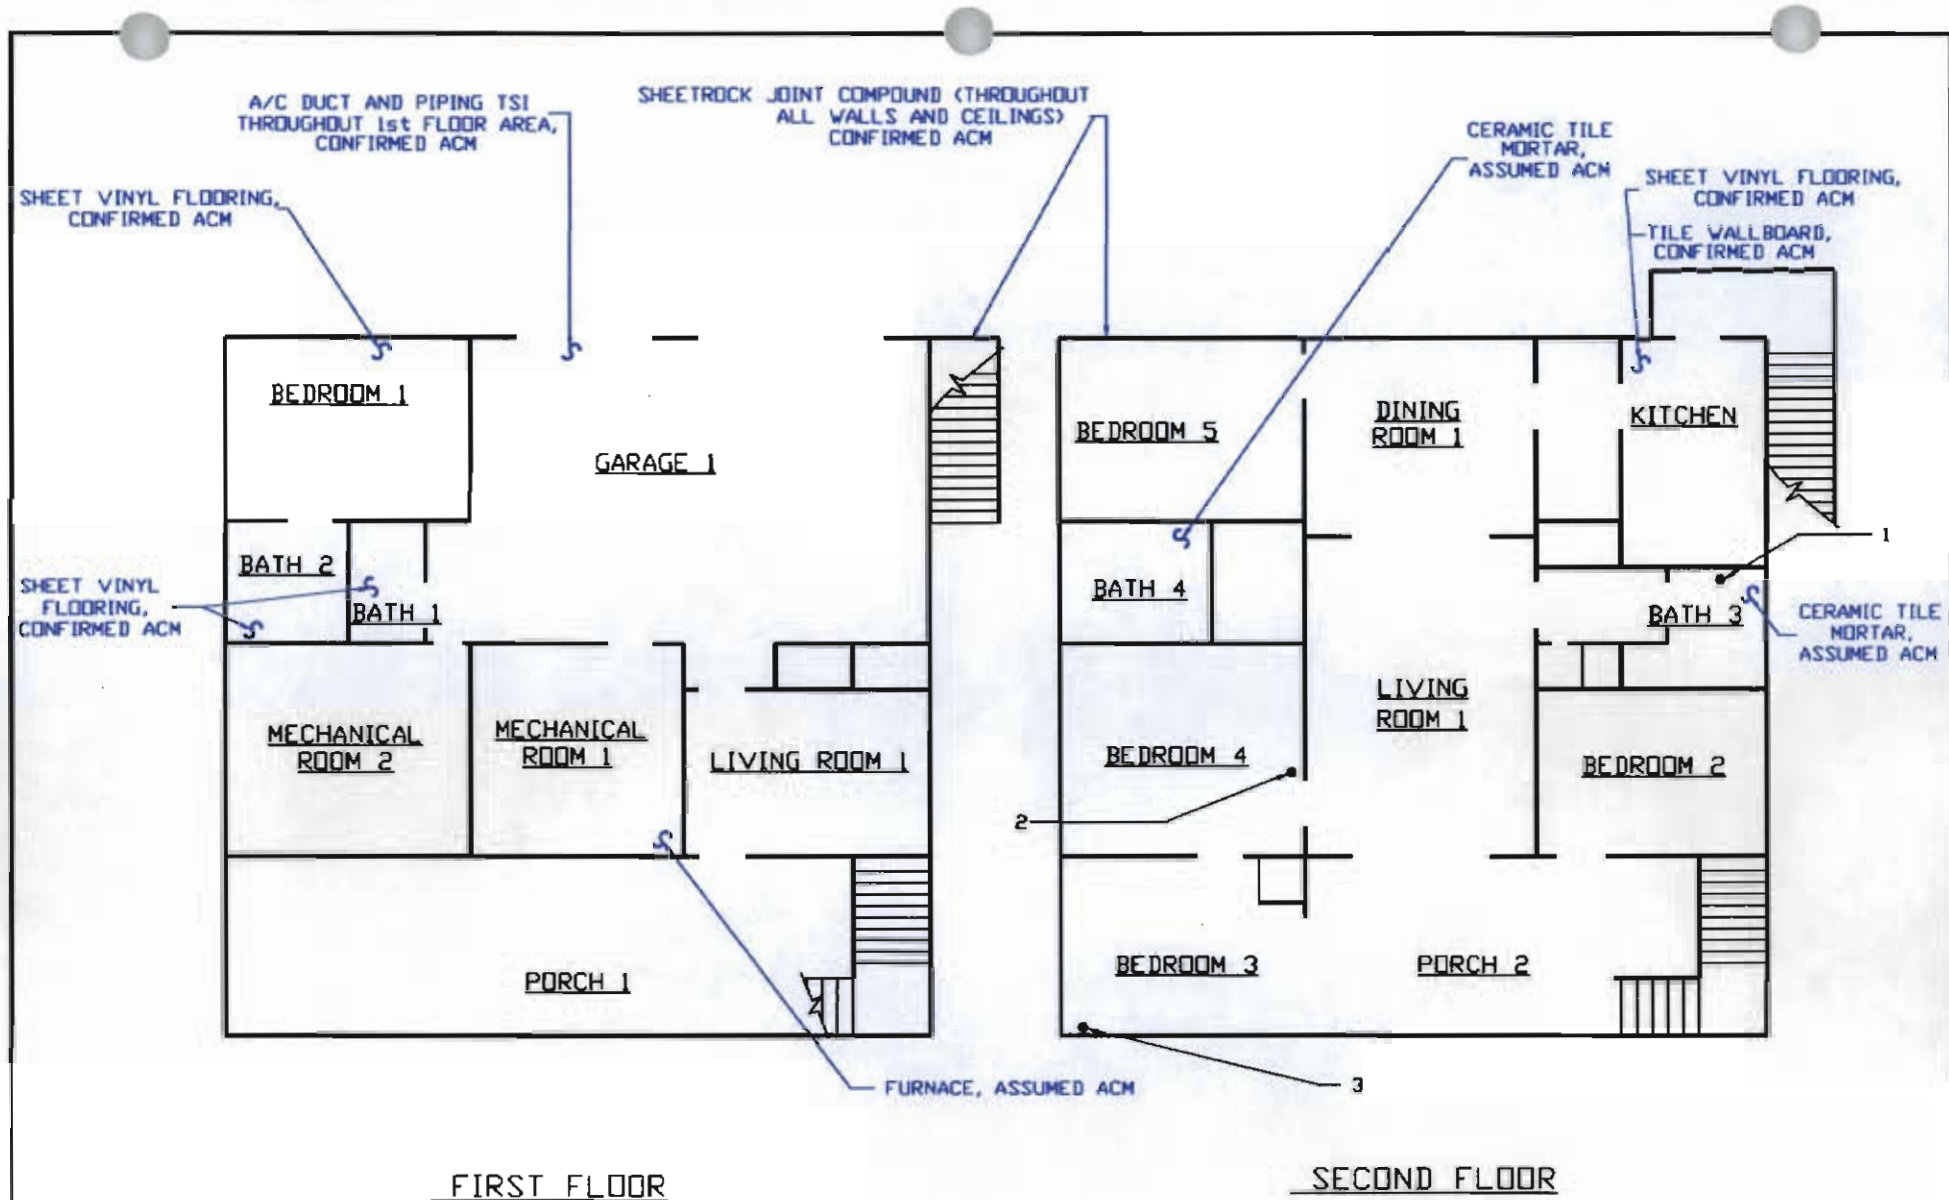 A/C DUCT AND PIPING TSI
THROUGHOUT 1st FLOOR AREA,
CONFIRMED ACM
SHEETROCK JOINT COMPOUND (THROUGHOUT
ALL WALLS AND CEILINGS)
CONFIRMED ACM
CERAMIC TILE
MORTAR,
ASSUMED ACM
SHEET VINYL FLOORING,
CONFIRMED ACM
TILE WALLBOARD,
CONFIRMED ACM
SHEET VINYL FLOORING,
CONFIRMED ACM
BEDROOM 1
GARAGE 1
BATH 2
BATH 1
SHEET VINYL
FLOORING,
CONFIRMED ACM
MECHANICAL
ROOM 2
MECHANICAL
ROOM 1
LIVING ROOM 1
PORCH 1
FURNACE, ASSUMED ACM
FIRST FLOOR
BEDROOM 5
DINING
ROOM 1
KITCHEN
1
BATH 4
BATH 3
CERAMIC TILE
MORTAR,
ASSUMED ACM
LIVING
ROOM 1
BEDROOM 4
BEDROOM 2
2
BEDROOM 3
PORCH 2
3
SECOND FLOOR